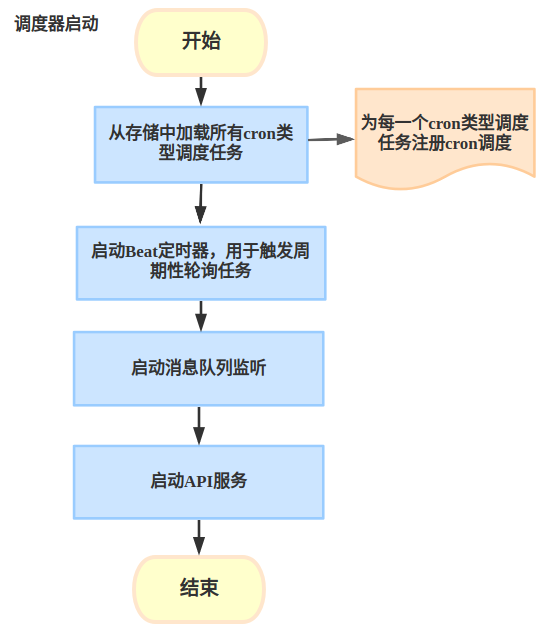 调度器启动
开始
从存储中加载所有cron类
型调度任务
为每一个cron类型调度
任务注册cron调度
启动Beat定时器，用于触发周
期性轮询任务
启动消息队列监听
启动API服务
结束